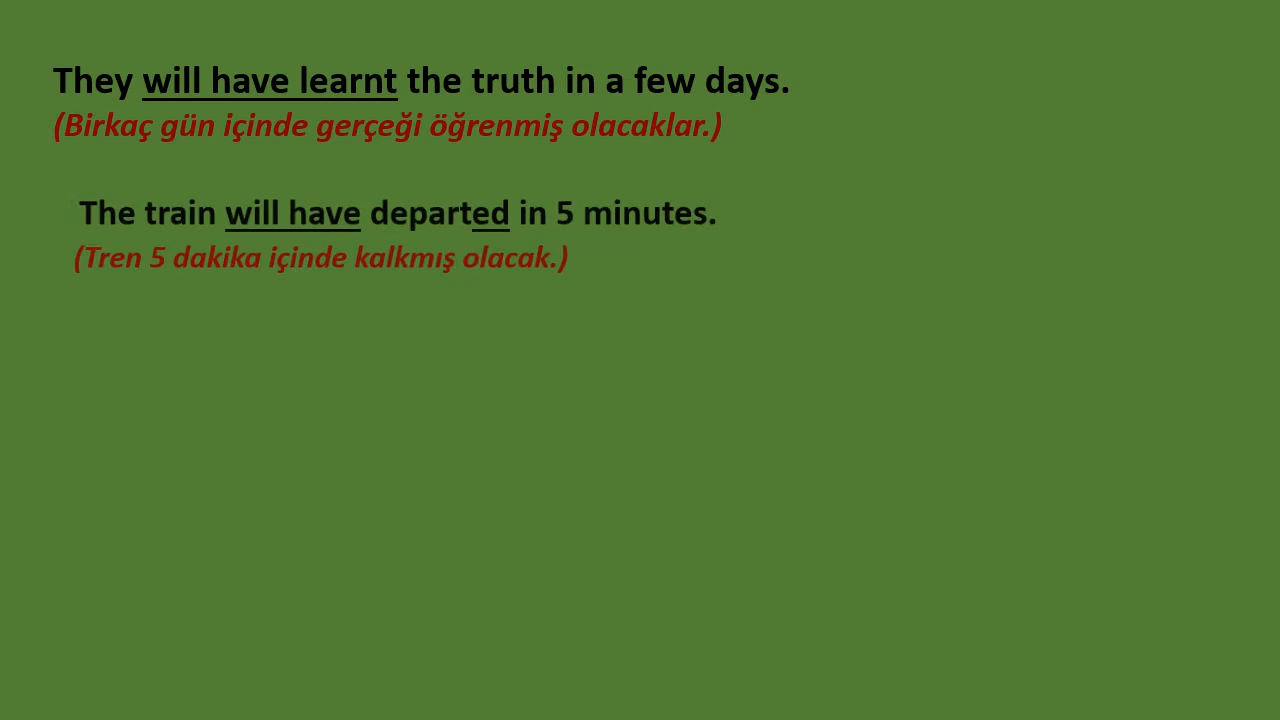 They will have learnt the truth in a few days.
(Birkaç gün içinde gerçeği öğrenmiş olacaklar.)
The train will have departed in 5 minutes.
(Tren 5 dakika içinde kalkmış olacak.)